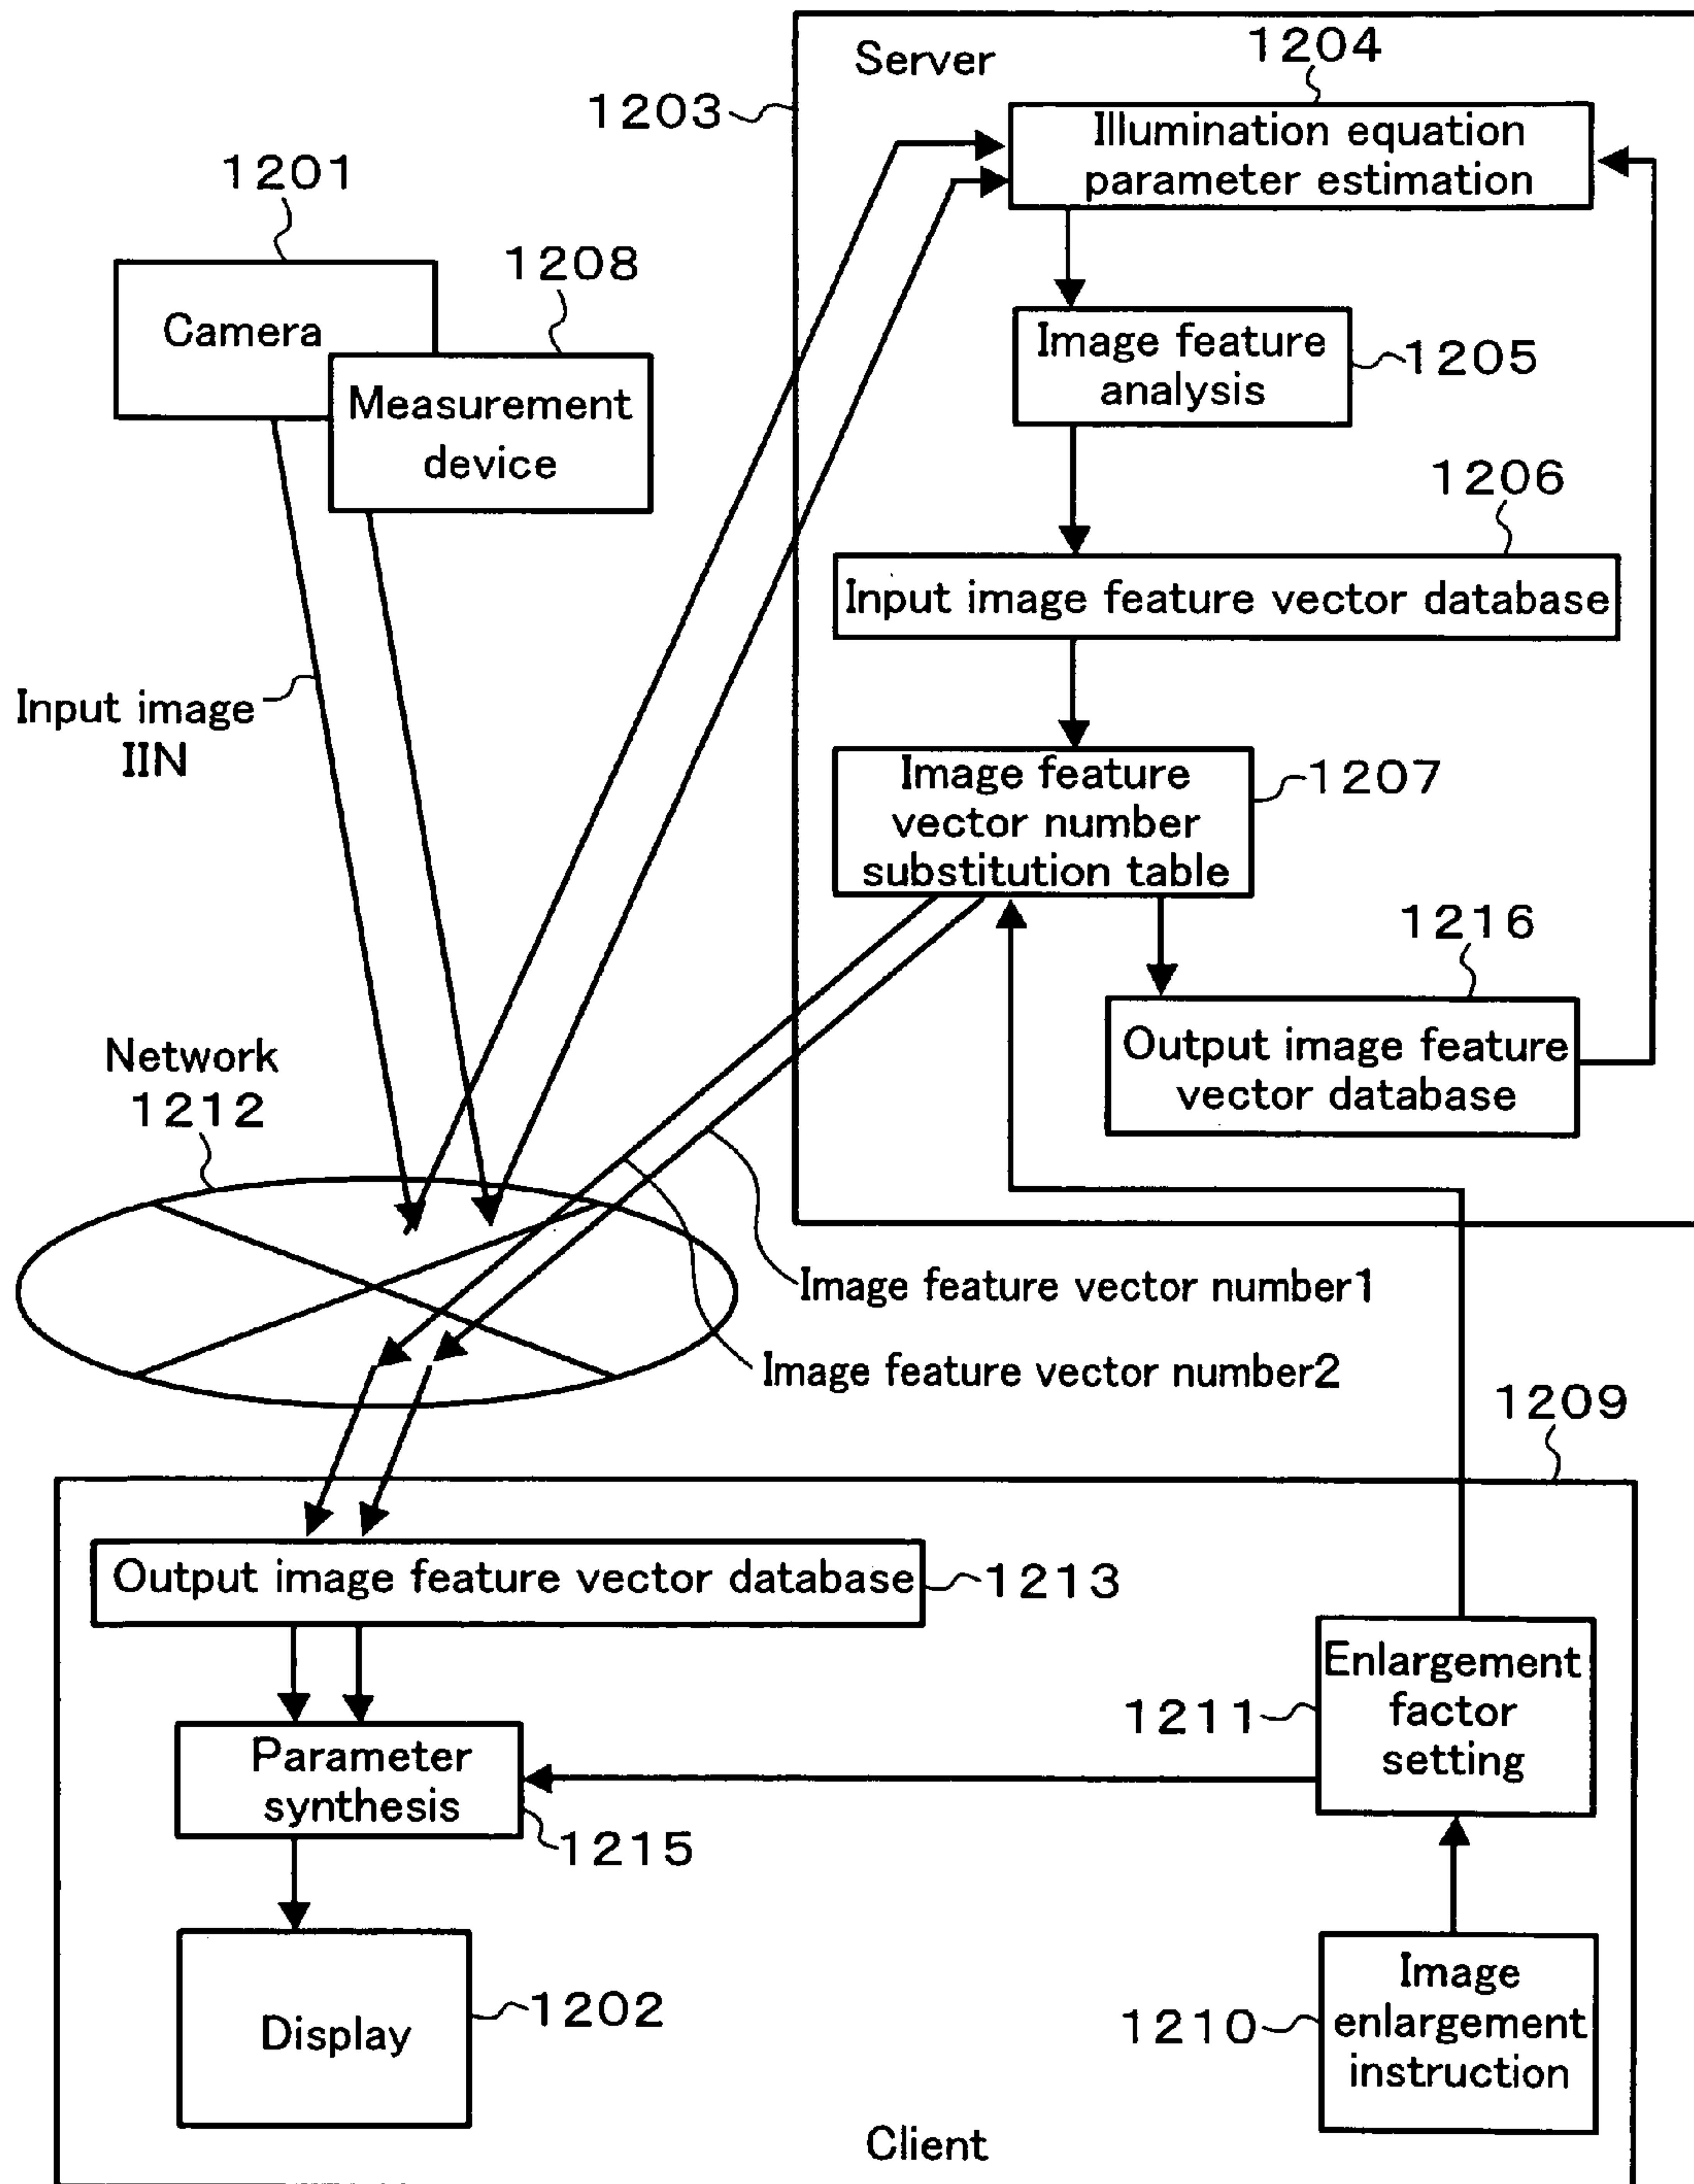 Server
1204
1203
Illumination equation
parameter estimation
1201
1208
Camera
Measurement
device
Image feature
analysis
1205
1206
Input image feature vector database
Input image
IIN
Image feature
vector number
substitution table
1207
1216
Output image feature
vector database
Network
1212
Image feature vector number1
Image feature vector number2
1209
Output image feature vector database
1213
Enlargement
factor
setting
1211
Parameter
synthesis
1215
Display
1202
Image
enlargement
instruction
1210
Client